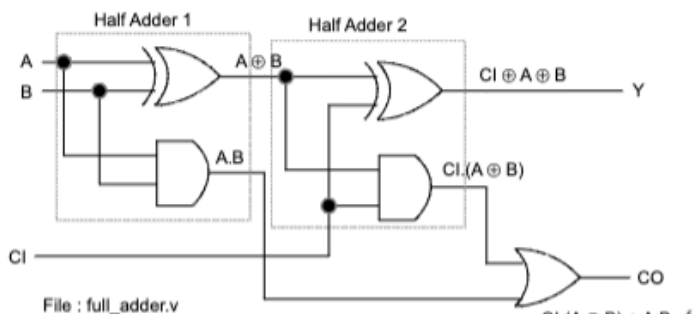 Half Adder 1
Half Adder 2
A
A ⊕ B
CI ⊕ A ⊕ B
B
Y
A.B
CI.(A ⊕ B)
CI
CO
File : full_adder.v